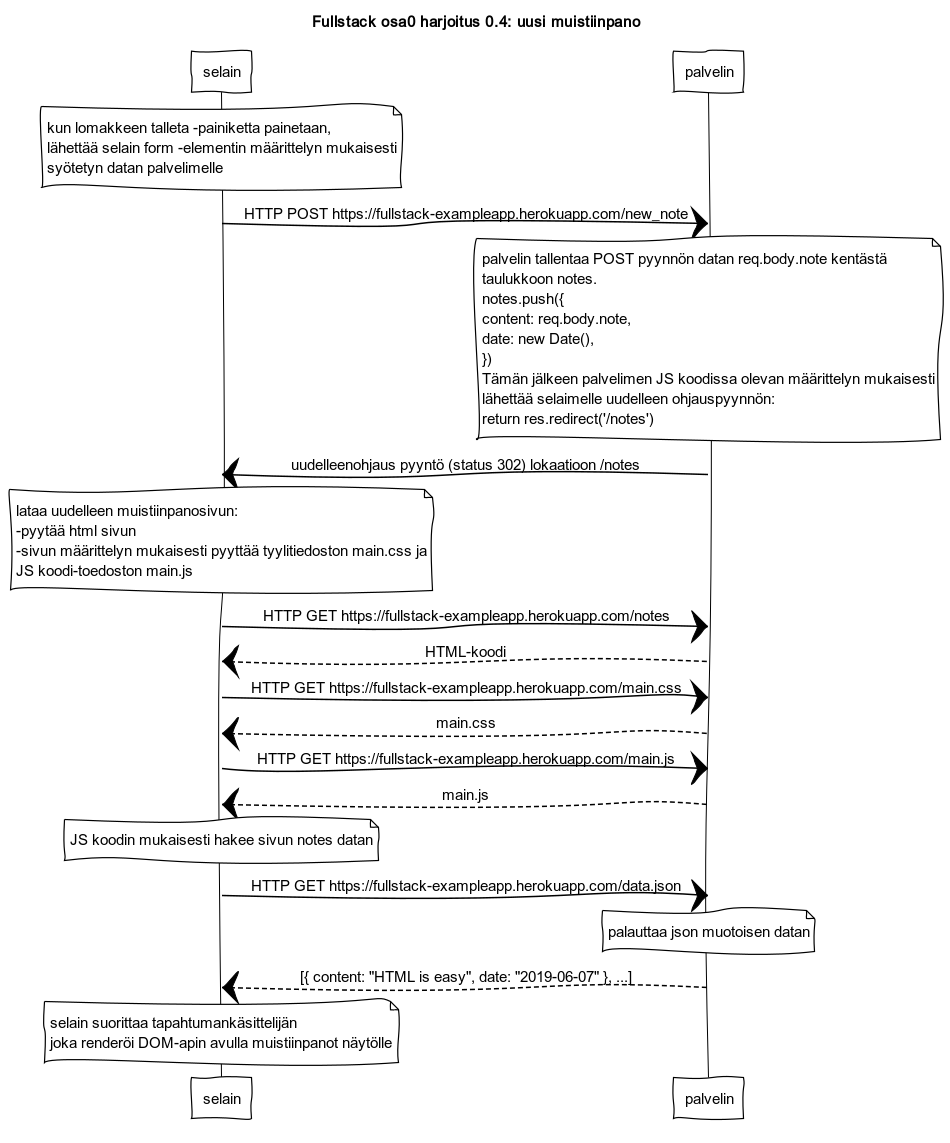 Fullstack osa0 harjoitus 0.4: uusi muistiinpano
selain
palvelin
kun lomakkeen talleta -painiketta painetaan,
lähettää selain form -elementin määrittelyn mukaisesti
syötetyn datan palvelimelle
HTTP POST https://fullstack-exampleapp.herokuapp.com/new_note
palvelin tallentaa POST pyynnön datan req.body.note kentästä
taulukkoon notes.
notes.push({
content: req.body.note,
date: new Date(),
})
Tämän jälkeen palvelimen JS koodissa olevan määrittelyn mukaisesti
lähettää selaimelle uudelleen ohjauspyynnön:
return res.redirect('/notes')
uudelleenohjaus pyyntö (status 302) lokaatioon /notes
lataa uudelleen muistiinpanosivun:
-pyytää html sivun
-sivun määrittelyn mukaisesti pyyttää tyylitiedoston main.css ja
JS koodi-toedoston main.js
HTTP GET https://fullstack-exampleapp.herokuapp.com/notes
HTML-koodi
HTTP GET https://fullstack-exampleapp.herokuapp.com/main.css
main.css
HTTP GET https://fullstack-exampleapp.herokuapp.com/main.js
main.js
JS koodin mukaisesti hakee sivun notes datan
HTTP GET https://fullstack-exampleapp.herokuapp.com/data.json
palauttaa json muotoisen datan
[{ content: "HTML is easy", date: "2019-06-07" }, ...]
selain suorittaa tapahtumankäsittelijän
joka renderöi DOM-apin avulla muistiinpanot näytölle
selain
palvelin